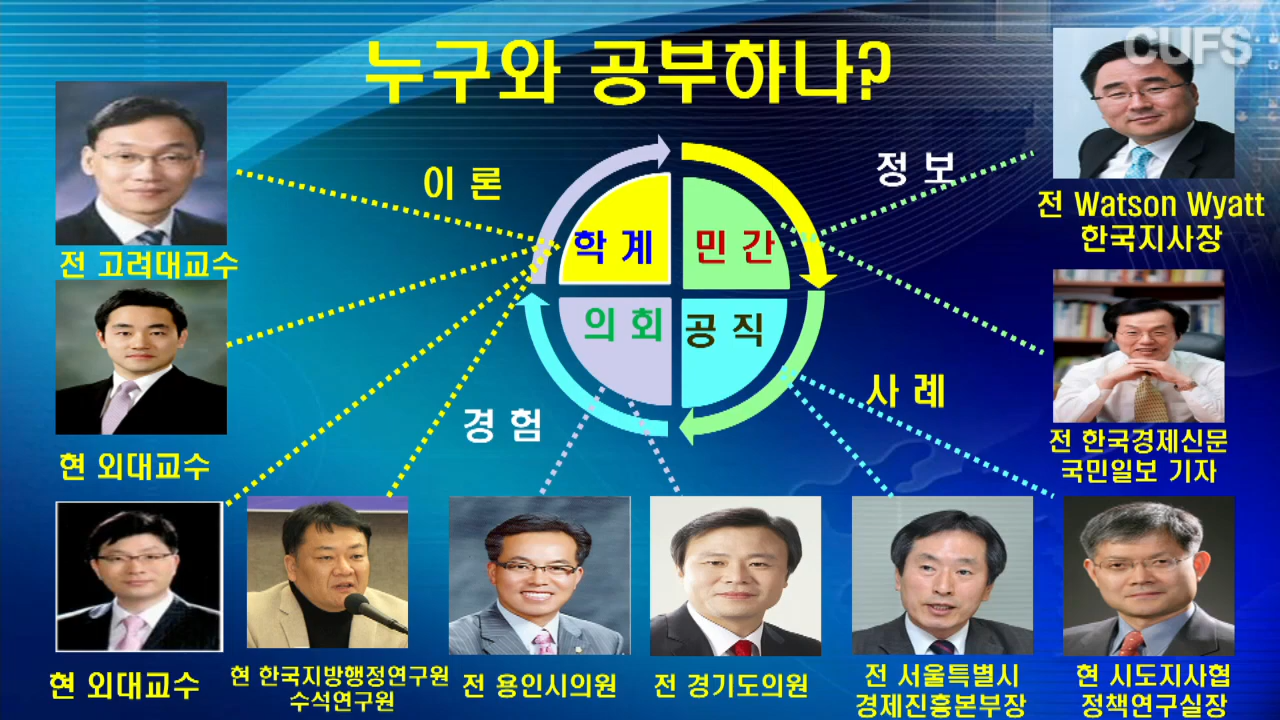 누구와 공부하나?
CUFS
이 론
정 보
학 계
민 간
의 회
공 직
경 험
사 례
전 고려대교수
현 외대교수
현 외대교수
현 한국지방행정연구원
수석연구원
전 용인시의원
전 경기도의원
전 서울특별시
경제진흥본부장
현 시도지사협
정책연구실장
전 Watson Wyatt
한국지사장
전 한국경제신문
국민일보 기자